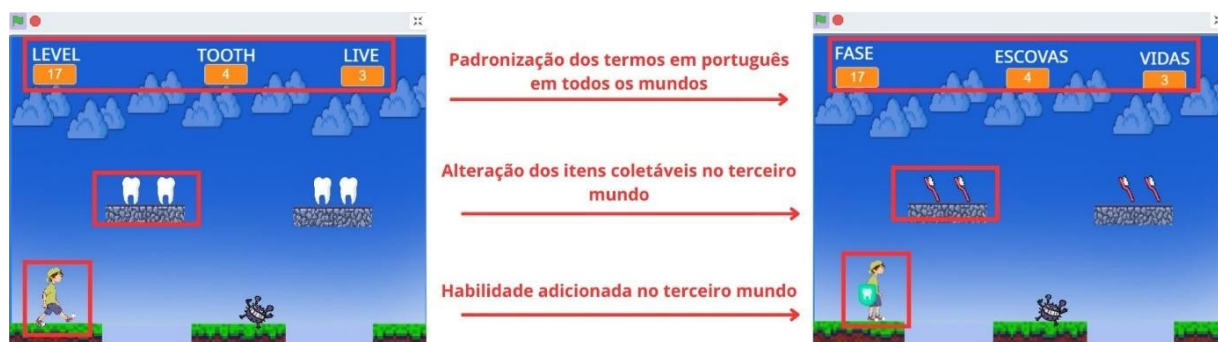 LEVEL TOOTH LIVE
17 4 3
Padronização dos termos em português
em todos os mundos
Alteração dos itens coletáveis no terceiro
mundo
Habilidade adicionada no terceiro mundo
FASE ESCOVAS VIDAS
17 4 3